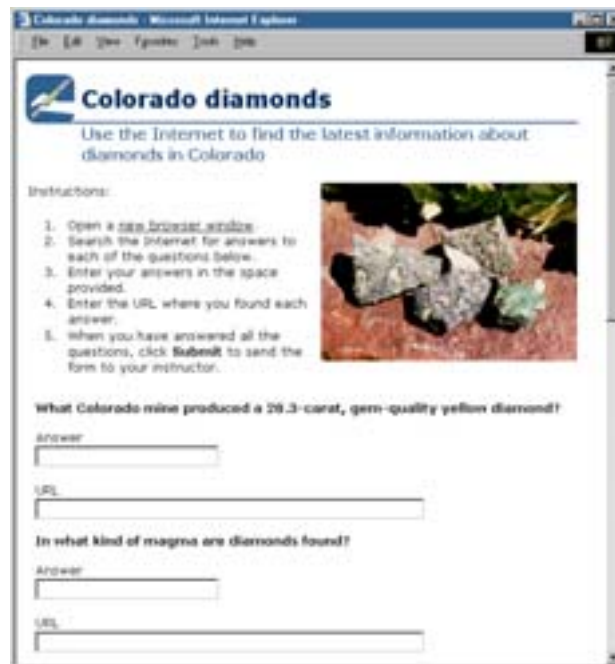 Colorado diamonds - Microsoft Internet Explorer
File Edit View Favorites Tools Help
Colorado diamonds
Use the Internet to find the latest information about
diamonds in Colorado
Instructions:
1. Open a new browser window.
2. Search the Internet for answers to
each of the questions below.
3. Enter your answers in the space
provided.
4. Enter the URL where you found each
answer.
5. When you have answered all the
questions, click Submit to send the
form to your instructor.
What Colorado mine produced a 28.3-carat, gem-quality yellow diamond?
Answer
URL
In what kind of magma are diamonds found?
Answer
URL